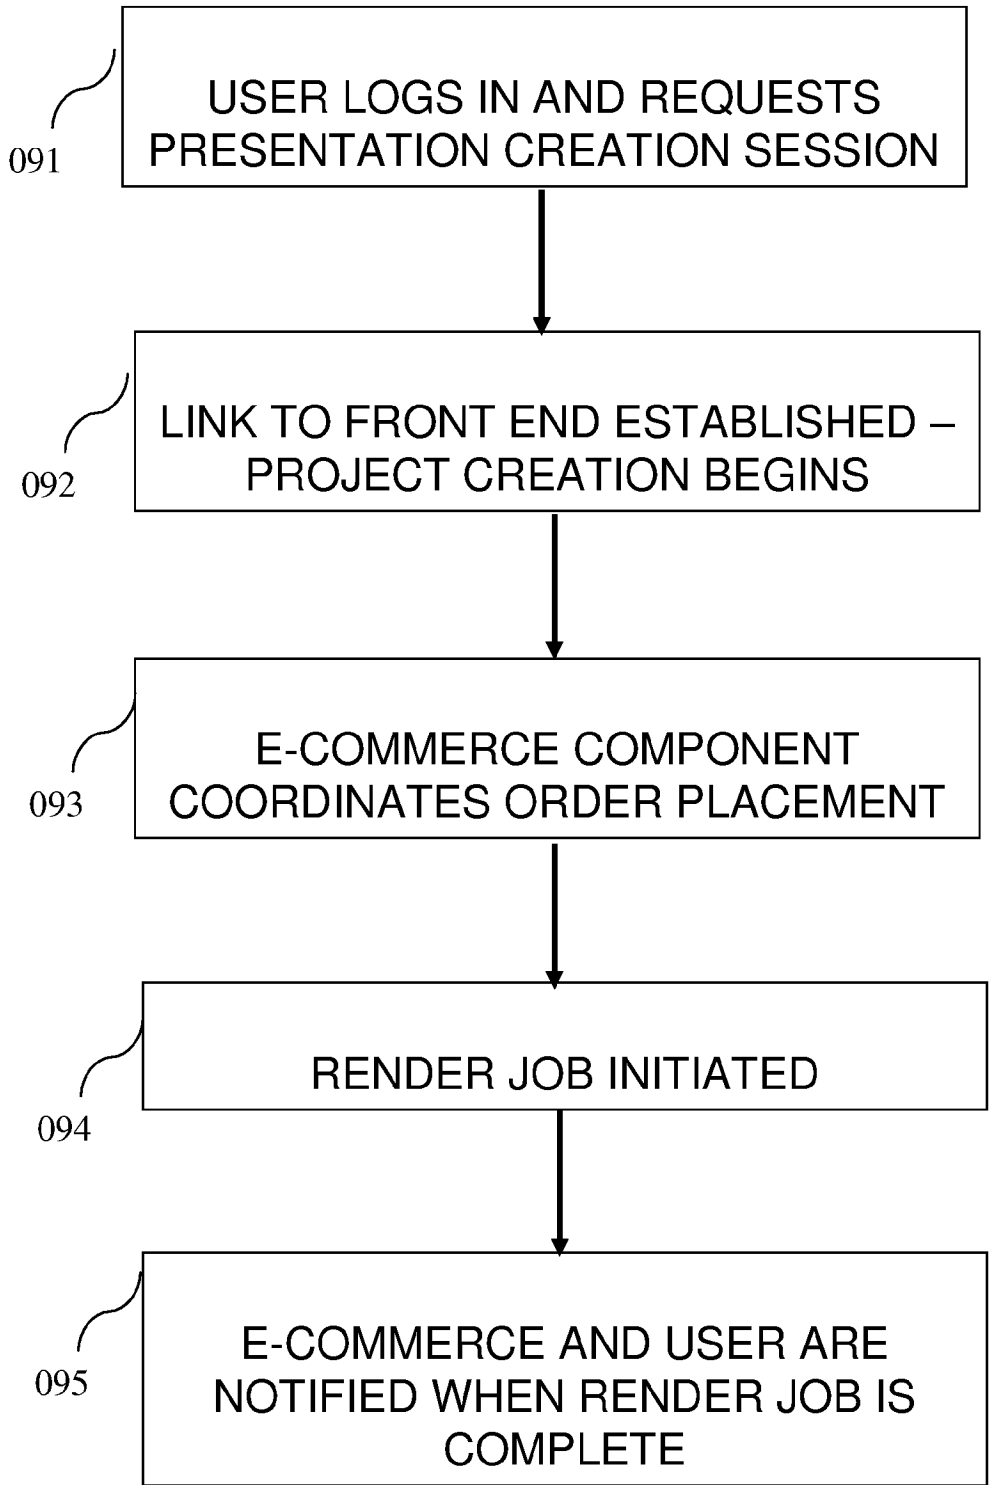 USER LOGS IN AND REQUESTS
PRESENTATION CREATION SESSION
091
LINK TO FRONT END ESTABLISHED –
PROJECT CREATION BEGINS
092
E-COMMERCE COMPONENT
COORDINATES ORDER PLACEMENT
093
RENDER JOB INITIATED
094
E-COMMERCE AND USER ARE
NOTIFIED WHEN RENDER JOB IS
COMPLETE
095